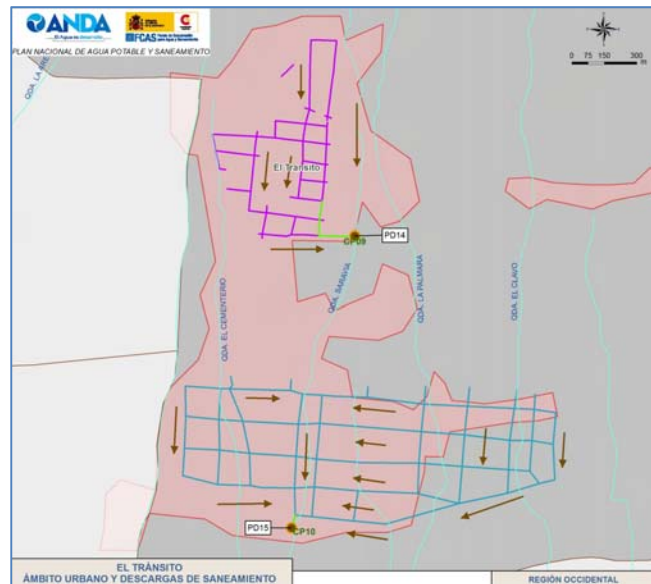 ANDA
FCAS
PLAN NACIONAL DE AGUA POTABLE Y SANEAMIENTO
0 75 150 300
m
El Tránsito
PD14
CP09
QDA. SARAVIA
QDA. LA PALMARA
QDA. EL CLAVO
QDA. EL CEMENTERIO
PD15
CP10
EL TRÁNSITO
ÁMBITO URBANO Y DESCARGAS DE SANEAMIENTO
REGIÓN OCCIDENTAL